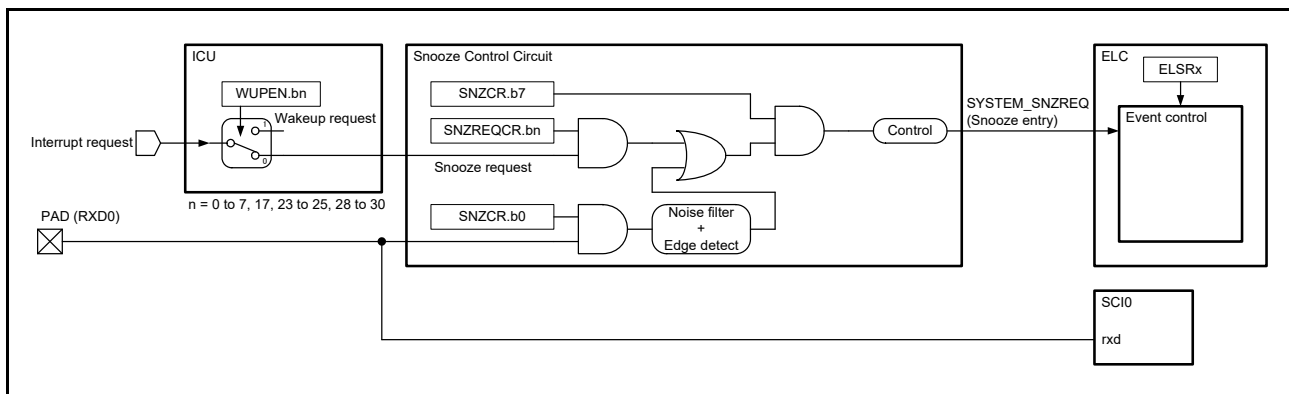 ICU
WUPEN.bn
1
Wakeup request
Interrupt request
0
n = 0 to 7, 17, 23 to 25, 28 to 30
PAD (RXD0)
Snooze Control Circuit
SNZCR.b7
SNZREQCR.bn
Snooze request
SNZCR.b0
Noise filter
+
Edge detect
Control
SYSTEM_SNZREQ
(Snooze entry)
ELC
ELSRx
Event control
SCI0
rxd